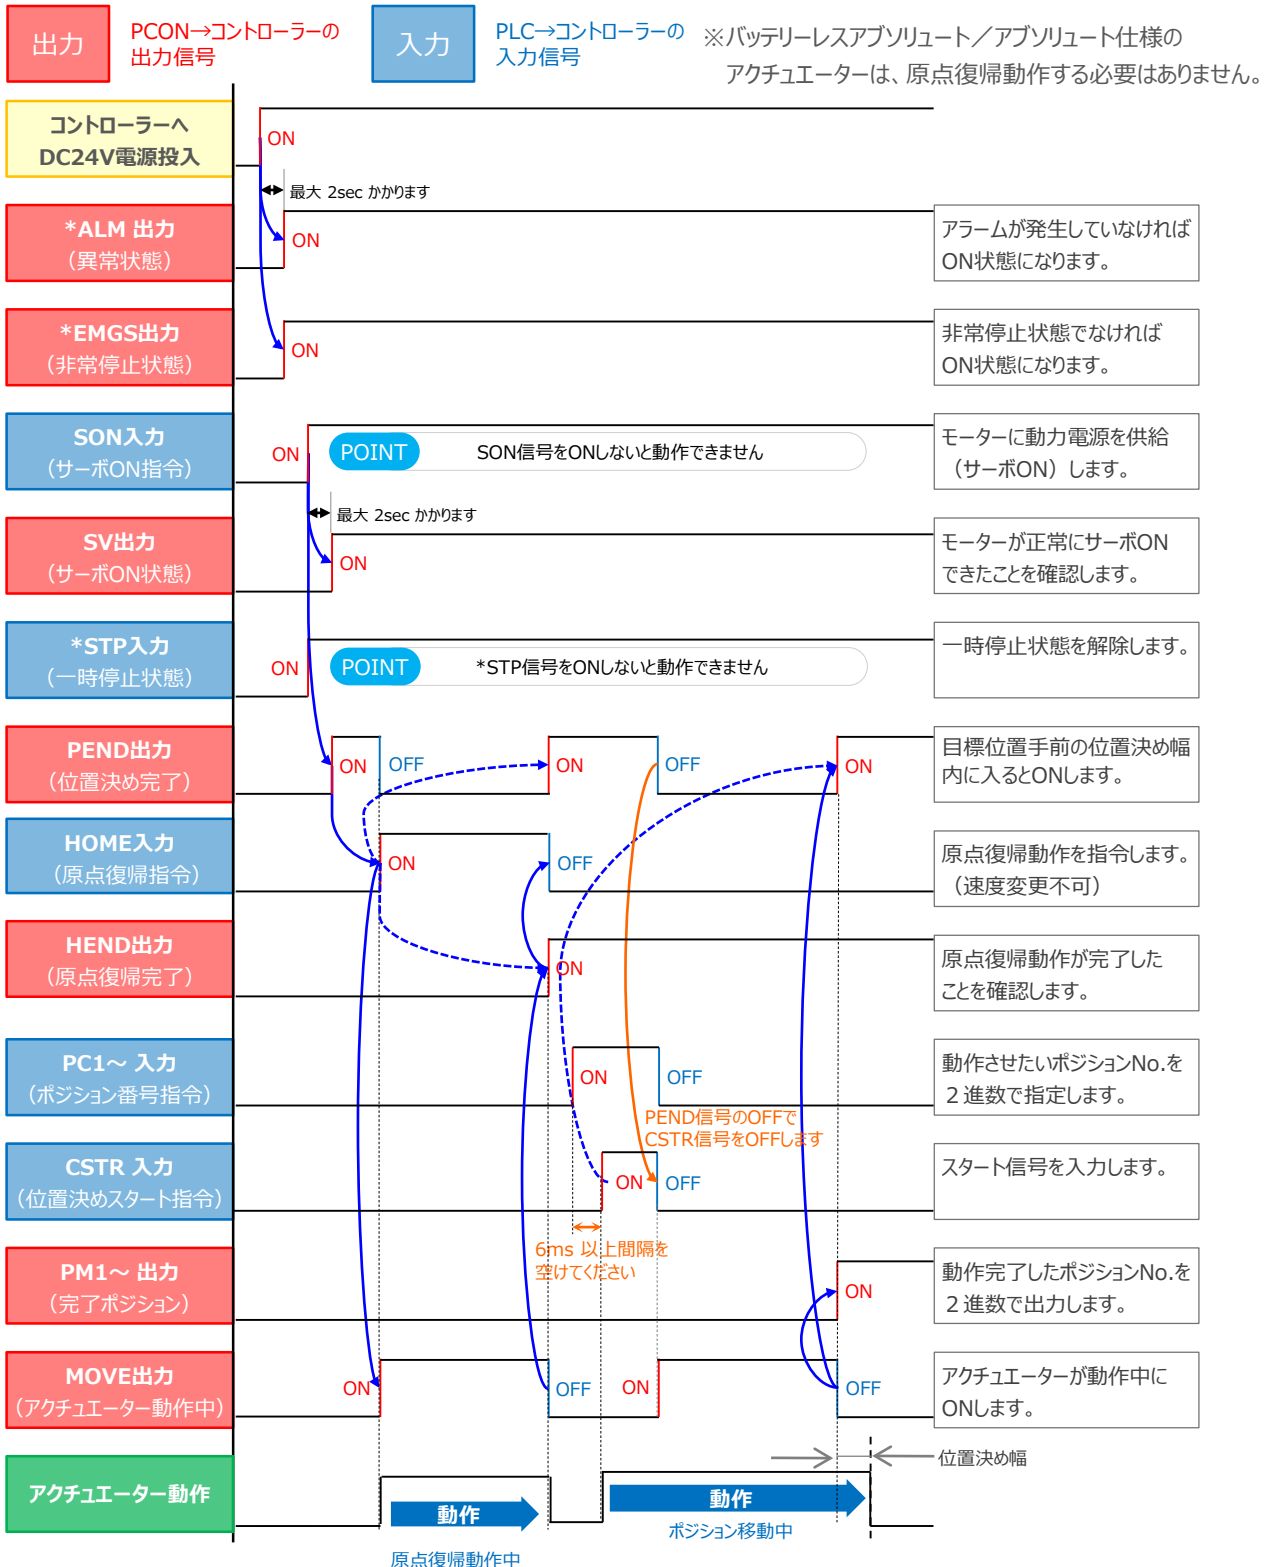 出力
PCON→コントローラーの
出力信号
入力
PLC→コントローラーの
入力信号
※バッテリーレスアブソリュート／アブソリュート仕様の
アクチュエーターは、原点復帰動作する必要はありません。
コントローラーへ
DC24V電源投入
ON
最大 2sec かかります
*ALM 出力
（異常状態）
ON
アラームが発生していなければ
ON状態になります。
*EMGS出力
（非常停止状態）
ON
非常停止状態でなければ
ON状態になります。
SON入力
（サーボON指令）
ON
POINT
SON信号をONしないと動作できません
モーターに動力電源を供給
（サーボON）します。
最大 2sec かかります
SV出力
（サーボON状態）
ON
モーターが正常にサーボON
できたことを確認します。
*STP入力
（一時停止状態）
ON
POINT
*STP信号をONしないと動作できません
一時停止状態を解除します。
PEND出力
（位置決め完了）
ON
OFF
ON
OFF
ON
目標位置手前の位置決め幅
内に入るとONします。
HOME入力
（原点復帰指令）
ON
OFF
原点復帰動作を指令します。
（速度変更不可）
HEND出力
（原点復帰完了）
ON
原点復帰動作が完了した
ことを確認します。
PC1～ 入力
（ポジション番号指令）
ON
OFF
動作させたいポジションNo.を
２進数で指定します。
PEND信号のOFFで
CSTR信号をOFFします
CSTR 入力
（位置決めスタート指令）
ON
OFF
スタート信号を入力します。
6ms 以上間隔を
空けてください
PM1～ 出力
（完了ポジション）
ON
動作完了したポジションNo.を
２進数で出力します。
MOVE出力
（アクチュエーター動作中）
ON
OFF
ON
OFF
アクチュエーターが動作中に
ONします。
位置決め幅
アクチュエーター動作
動作
動作
ポジション移動中
原点復帰動作中